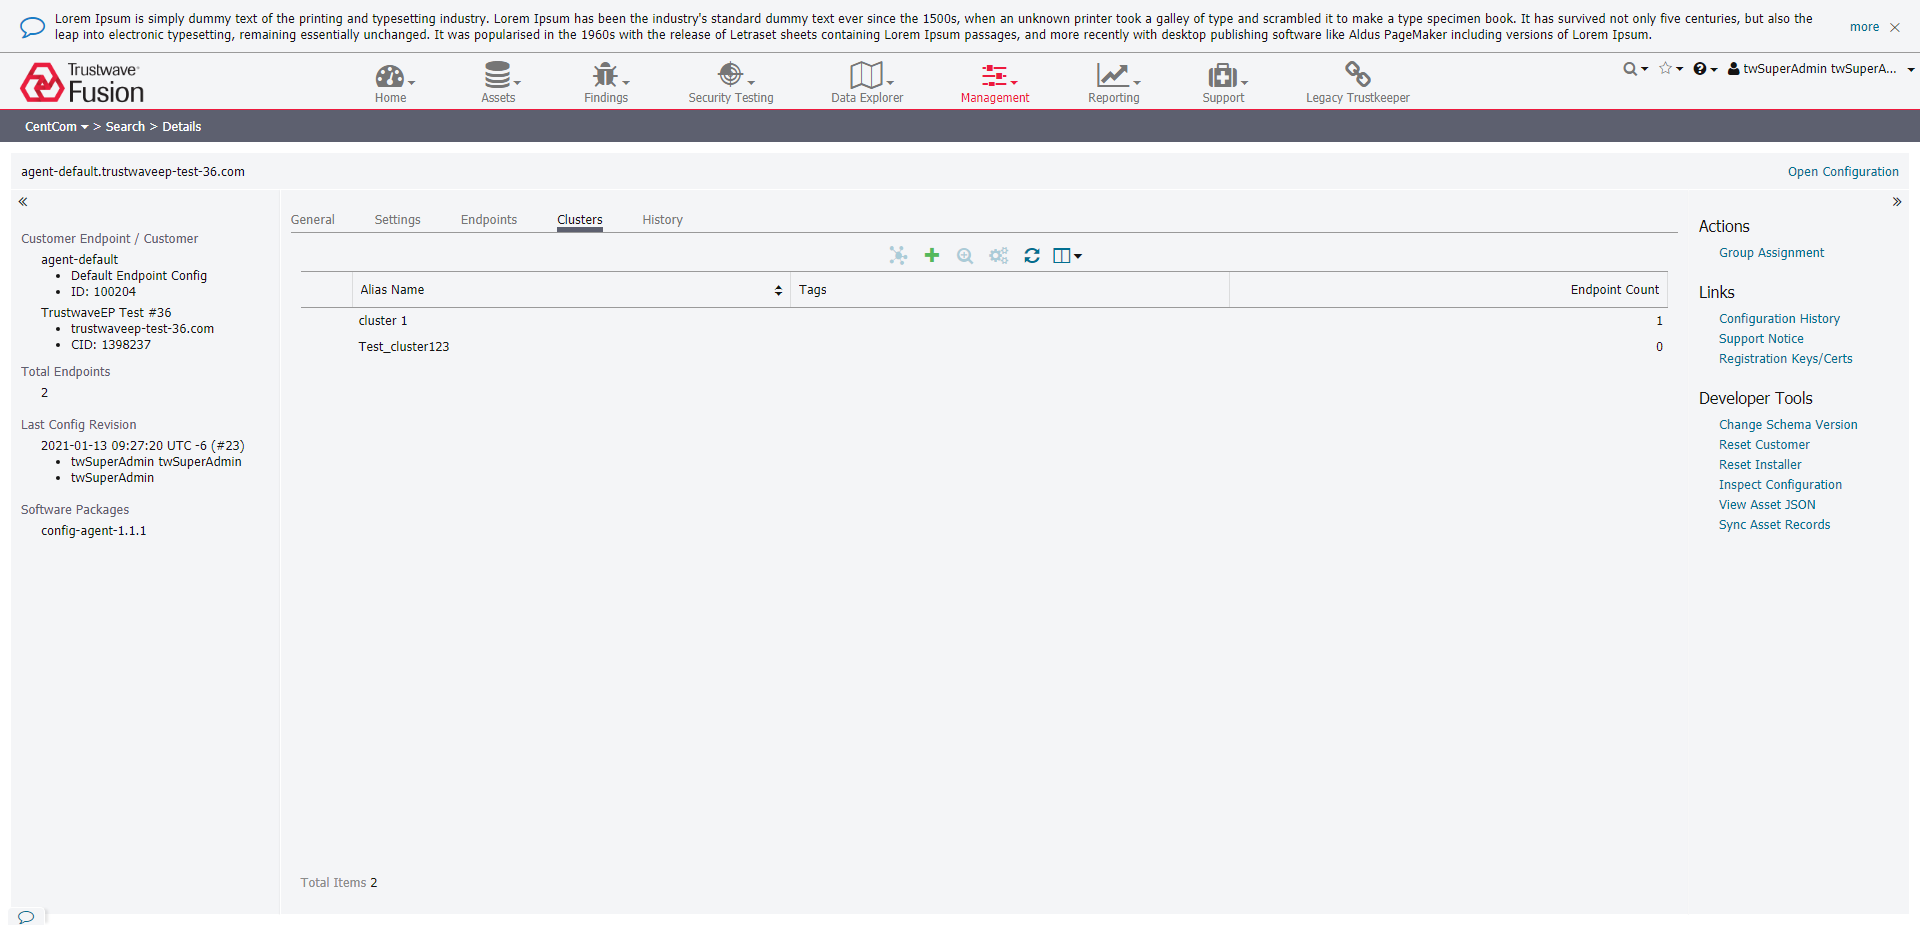 Lorem Ipsum is simply dummy text of the printing and typesetting industry. Lorem Ipsum has been the industry's standard dummy text ever since the 1500s, when an unknown printer took a galley of type and scrambled it to make a type specimen book. It has survived not only five centuries, but also the
leap into electronic typesetting, remaining essentially unchanged. It was popularised in the 1960s with the release of Letraset sheets containing Lorem Ipsum passages, and more recently with desktop publishing software like Aldus PageMaker including versions of Lorem Ipsum.
more
Trustwave
Fusion
Home
Assets
Findings
Security Testing
Data Explorer
Management
Reporting
Support
Legacy Trustkeeper
twSuperAdmin twSuperA...
CentCom > Search > Details
agent-default.trustwaveep-test-36.com
Open Configuration
Customer Endpoint / Customer
agent-default
• Default Endpoint Config
• ID: 100204
TrustwaveEP Test #36
• trustwaveep-test-36.com
• CID: 1398237
Total Endpoints
2
Last Config Revision
2021-01-13 09:27:20 UTC -6 (#23)
• twSuperAdmin twSuperAdmin
• twSuperAdmin
Software Packages
config-agent-1.1.1
General Settings Endpoints Clusters History
Alias Name Tags Endpoint Count
cluster 1 1
Test_cluster123 0
Total Items 2
Actions
Group Assignment
Links
Configuration History
Support Notice
Registration Keys/Certs
Developer Tools
Change Schema Version
Reset Customer
Reset Installer
Inspect Configuration
View Asset JSON
Sync Asset Records